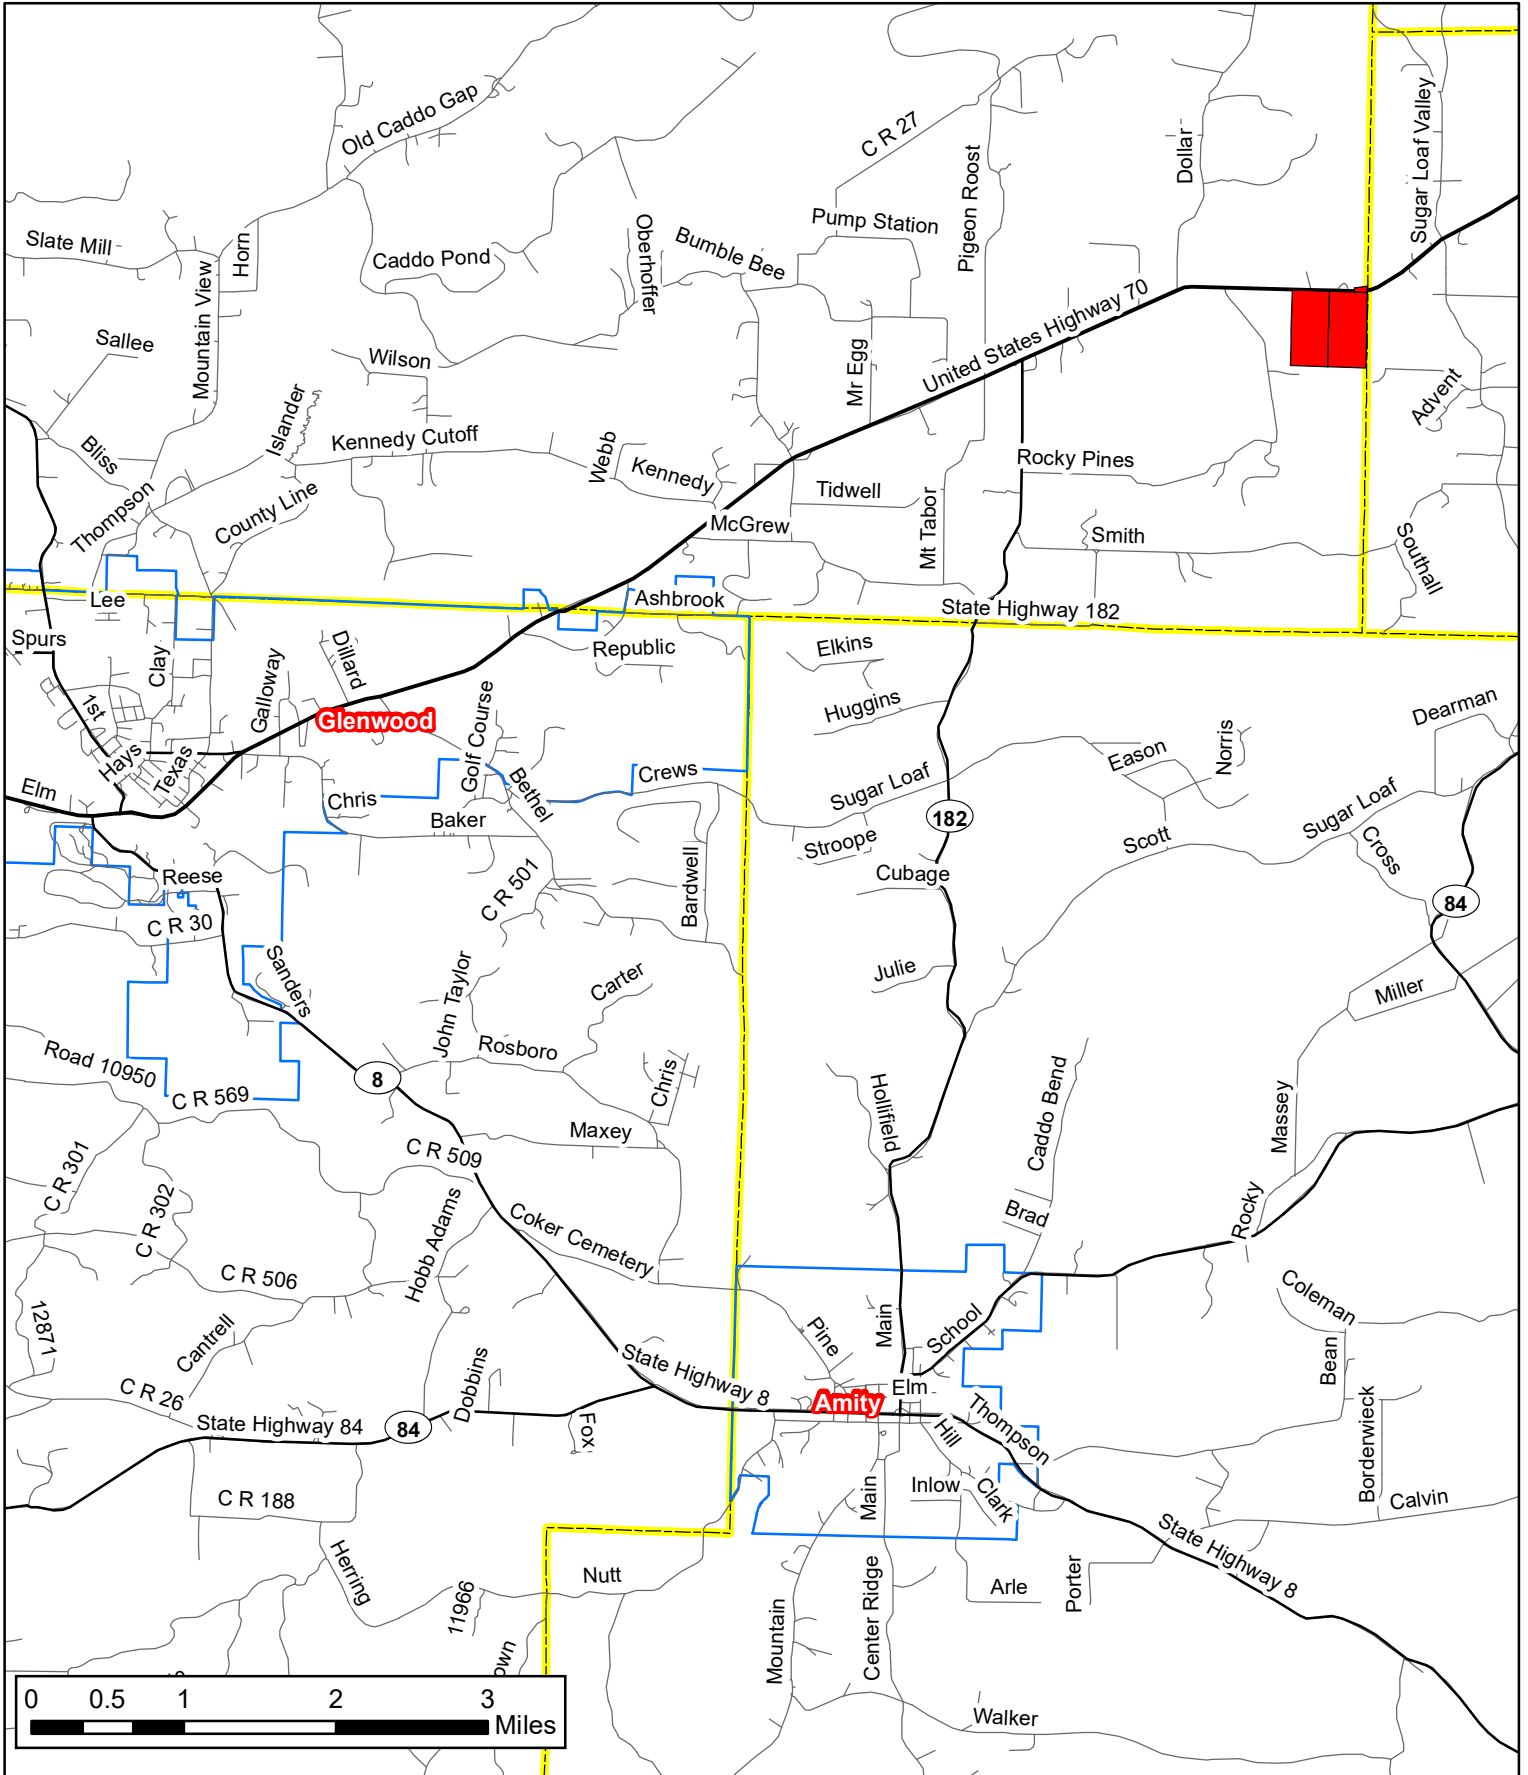 Old Caddo Gap
C R 27
Sugar Loaf Valley
Dollar
Pigeon Roost
Slate Mill
Horn
Mountain View
Caddo Pond
Oberhoffer
Bumble Bee
Pump Station
United States Highway 70
Sallee
Wilson
Mr Egg
Advent
Islander
Bliss
Kennedy Cutoff
Webb
Kennedy
Rocky Pines
Thompson
County Line
Tidwell
McGrew
Mt Tabor
Smith
Southall
Lee
Ashbrook
State Highway 182
Spurs
Clay
Dillard
Republic
Elkins
Galloway
1st
Glenwood
Golf Course
Huggins
Dearman
Norris
Eason
Hays
Texas
Elm
Chris
Bethel
Crews
Sugar Loaf
Sugar Loaf
Baker
182
Stroope
Scott
Cross
Reese
C R 501
Bardwell
Cubage
84
C R 30
Sanders
John Taylor
Carter
Julie
Miller
Road 10950
Rosboro
8
C R 569
Chris
Hollifield
Caddo Bend
Massey
Maxey
C R 509
C R 301
C R 302
Hobb Adams
Coker Cemetery
Brad
Rocky
C R 506
Coleman
12871
Cantrell
Pine
Main
School
Bean
State Highway 8
Dobbins
C R 26
Elm
Amity
State Highway 84
84
Fox
Hill
Thompson
Borderwieck
C R 188
Main
Inlow
Clark
Calvin
State Highway 8
Herring
Nutt
11966
Arle
Porter
Mountain
Center Ridge
own
Walker
0 0.5 1 2 3
Miles